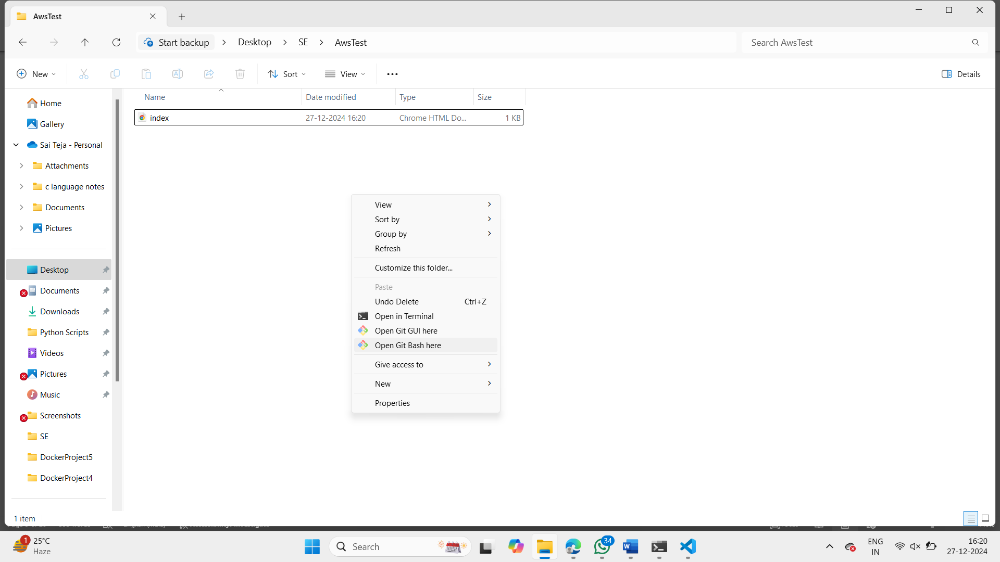 AwsTest
Start backup > Desktop > SE > AwsTest
Search AwsTest
New
Sort
View
Details
Name
Date modified
Type
Size
index
27-12-2024 16:20
Chrome HTML Do...
1 KB
Home
Gallery
Sai Teja - Personal
Attachments
c language notes
Documents
Pictures
Desktop
Documents
Downloads
Python Scripts
Videos
Pictures
Music
Screenshots
SE
DockerProject5
DockerProject4
View
Sort by
Group by
Refresh
Customize this folder...
Paste
Undo Delete Ctrl+Z
Open in Terminal
Open Git GUI here
Open Git Bash here
Give access to
New
Properties
1 item
1
25°C
Haze
Search
34
ENG
IN
16:20
27-12-2024